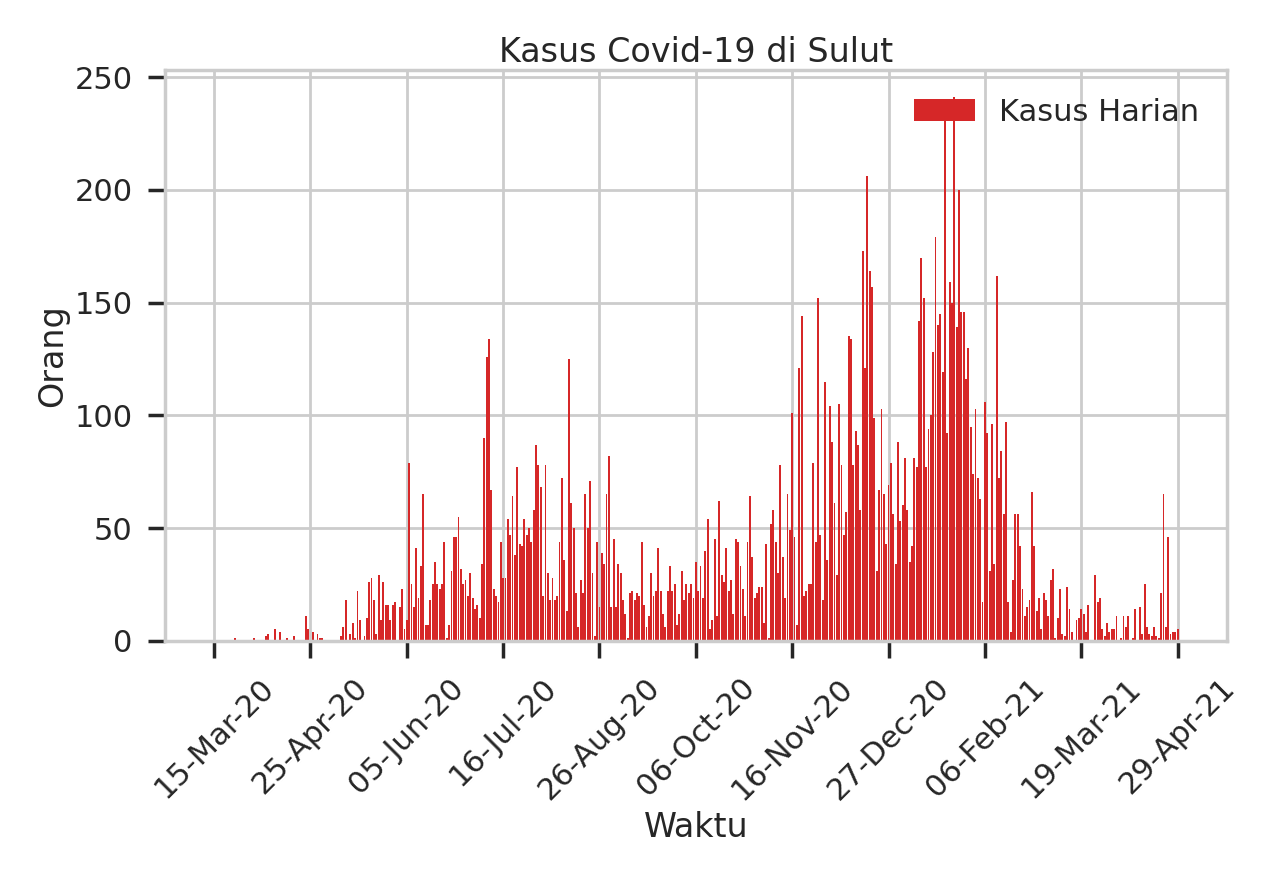 Kasus Covid-19 di Sulut
Kasus Harian
Orang
250
200
150
100
50
0
15-Mar-20
25-Apr-20
05-Jun-20
16-Jul-20
26-Aug-20
06-Oct-20
16-Nov-20
27-Dec-20
06-Feb-21
19-Mar-21
29-Apr-21
Waktu